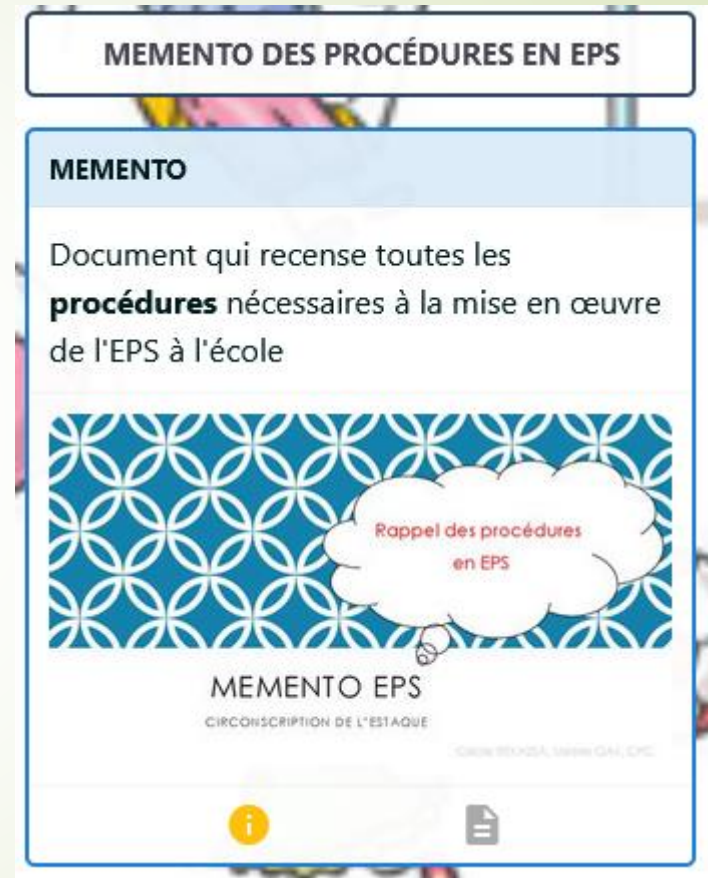 MEMENTO DES PROCÉDURES EN EPS
MEMENTO
Document qui recense toutes les
procédures nécessaires à la mise en œuvre
de l'EPS à l'école
Rappel des procédures
en EPS
MEMENTO EPS
CIRCONSCRIPTION DE L'ESTAQUE